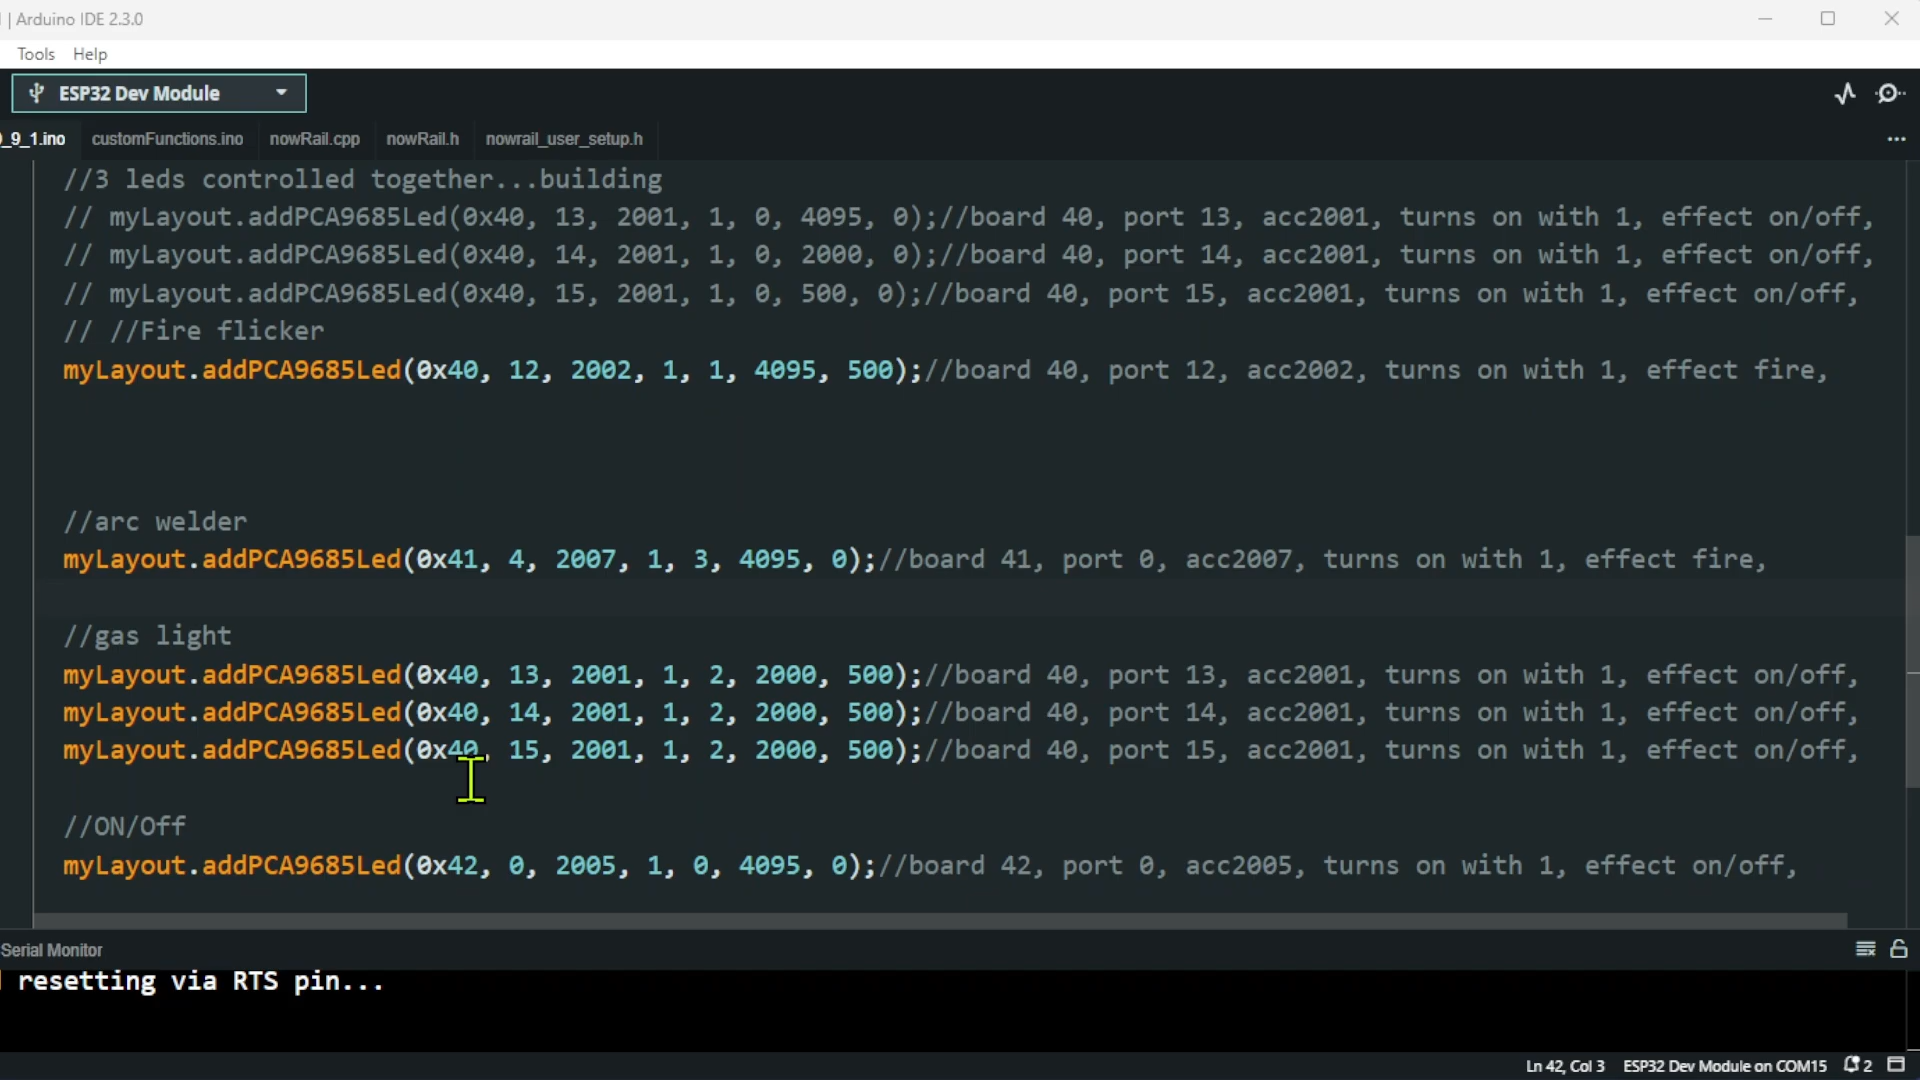 | Arduino IDE 2.3.0
Tools Help
ESP32 Dev Module
_9_1.ino customFunctions.ino nowRail.cpp nowRail.h nowrail_user_setup.h
//3 leds controlled together...building
// myLayout.addPCA9685Led(0x40, 13, 2001, 1, 0, 4095, 0);//board 40, port 13, acc2001, turns on with 1, effect on/off,
// myLayout.addPCA9685Led(0x40, 14, 2001, 1, 0, 2000, 0);//board 40, port 14, acc2001, turns on with 1, effect on/off,
// myLayout.addPCA9685Led(0x40, 15, 2001, 1, 0, 500, 0);//board 40, port 15, acc2001, turns on with 1, effect on/off,
// //Fire flicker
myLayout.addPCA9685Led(0x40, 12, 2002, 1, 1, 4095, 500);//board 40, port 12, acc2002, turns on with 1, effect fire,
//arc welder
myLayout.addPCA9685Led(0x41, 4, 2007, 1, 3, 4095, 0);//board 41, port 0, acc2007, turns on with 1, effect fire,
//gas light
myLayout.addPCA9685Led(0x40, 13, 2001, 1, 2, 2000, 500);//board 40, port 13, acc2001, turns on with 1, effect on/off,
myLayout.addPCA9685Led(0x40, 14, 2001, 1, 2, 2000, 500);//board 40, port 14, acc2001, turns on with 1, effect on/off,
myLayout.addPCA9685Led(0x40, 15, 2001, 1, 2, 2000, 500);//board 40, port 15, acc2001, turns on with 1, effect on/off,
//ON/Off
myLayout.addPCA9685Led(0x42, 0, 2005, 1, 0, 4095, 0);//board 42, port 0, acc2005, turns on with 1, effect on/off,
Serial Monitor
resetting via RTS pin...
Ln 42, Col 3 ESP32 Dev Module on COM15 2